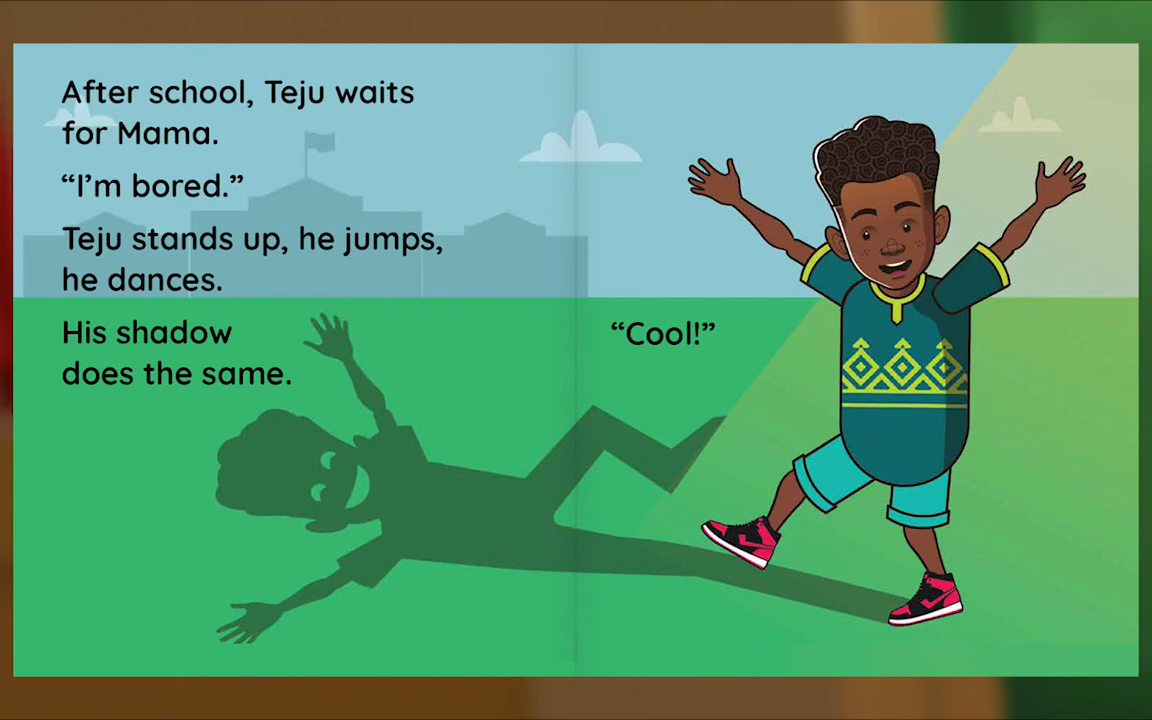 After school, Teju waits
for Mama.
“I’m bored.”
Teju stands up, he jumps,
he dances.
His shadow
does the same.
“Cool!”